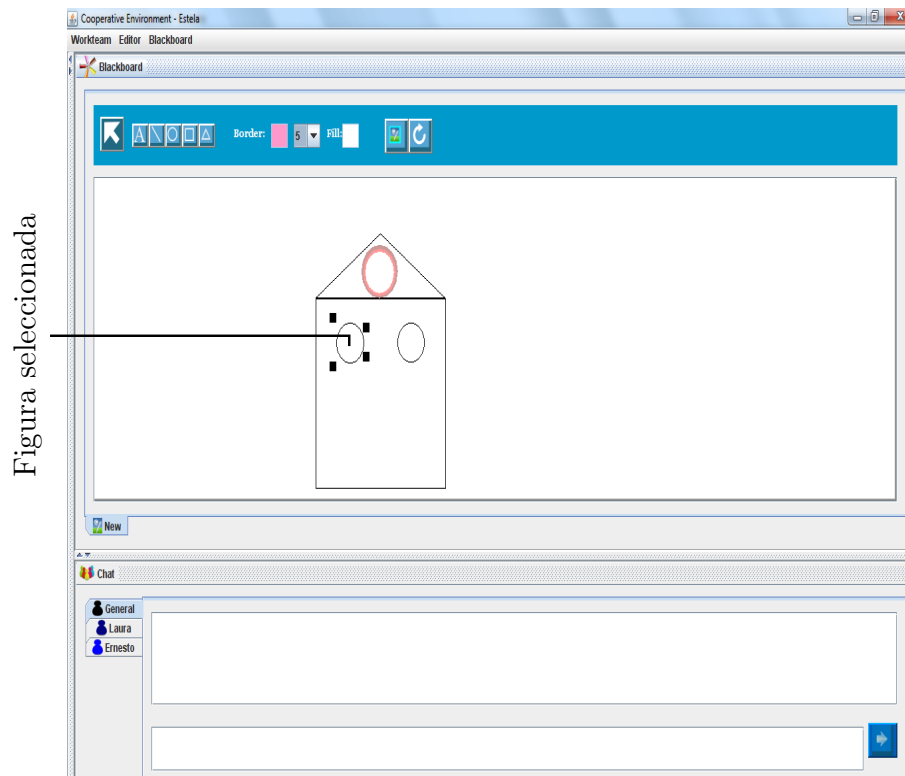 Cooperative Environment - Estela
Workteam Editor Blackboard
Blackboard
A Border: 5 Fill:
Figura seleccionada
New
Chat
General
Laura
Ernesto